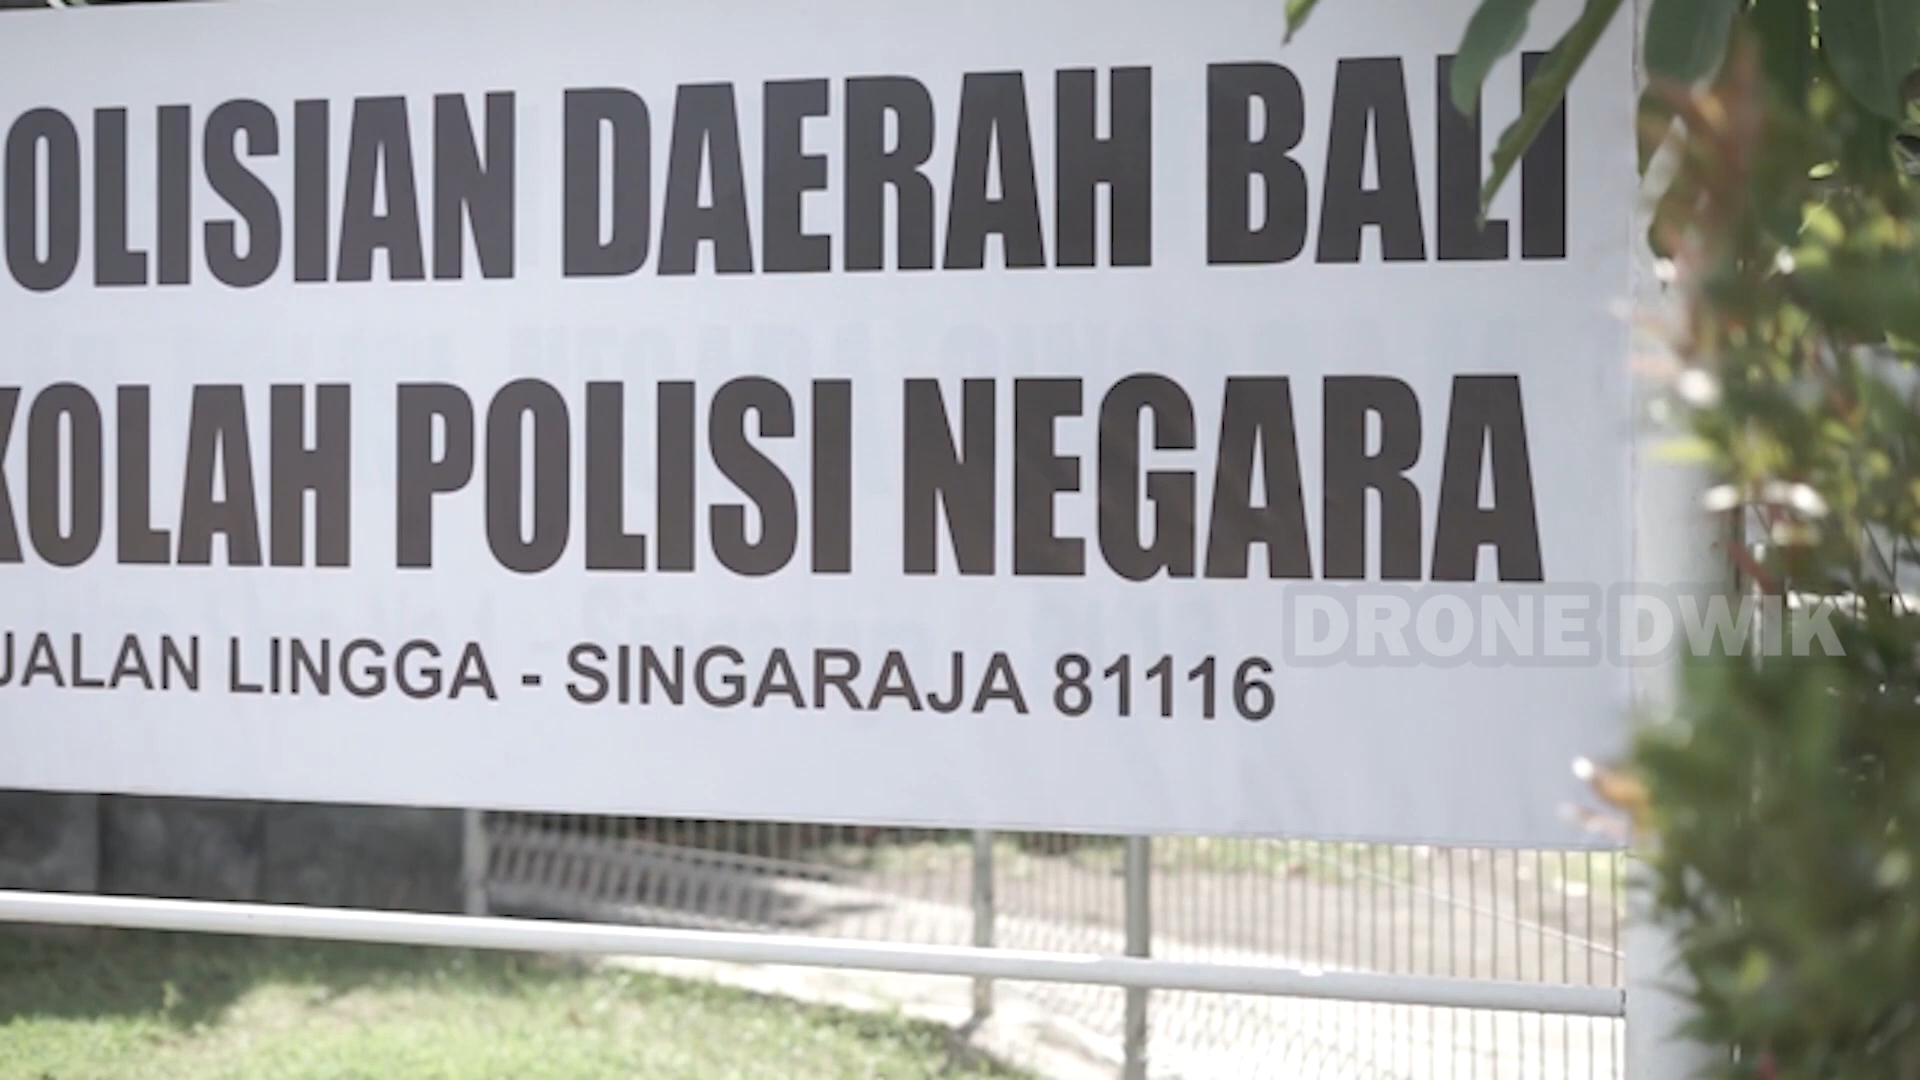 OLISIAN DAERAH BALI
KOLAH POLISI NEGARA
JALAN LINGGA - SINGARAJA 81116
DRONE DWIK